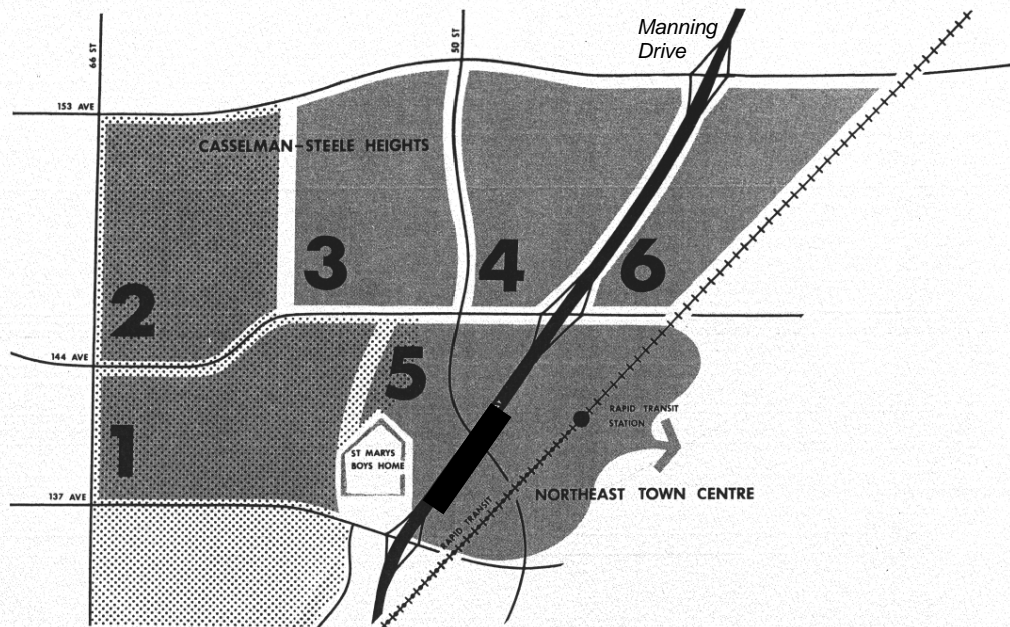 Manning
Drive
66 ST
50 ST
153 AVE
CASSELMAN-STEELE HEIGHTS
3
4
6
2
144 AVE
5
RAPID TRANSIT
STATION
1
ST MARYS
BOYS HOME
137 AVE
NORTHEAST TOWN CENTRE
RAPID TRANSIT